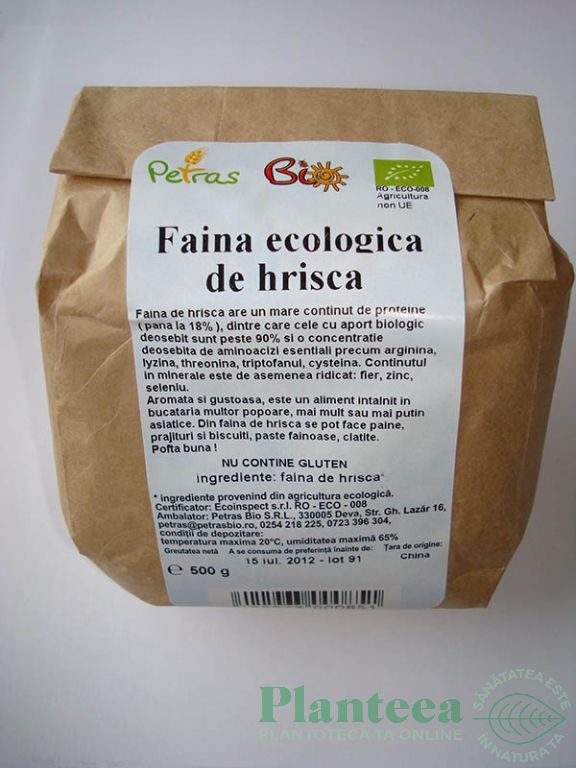 Petras
Bio
RO - ECO-008
Agricultura
non UE
Faina ecologica
de hrisca
Faina de hrisca are un mare continut de proteine
( pana la 18% ), dintre care cele cu aport biologic
deosebit sunt peste 90% si o concentratie
deosebita de aminoacizi esentiali precum arginina,
lyzina, threonina, triptofanul, cysteina. Continutul
in minerale este de asemenea ridicat: fier, zinc,
seleniu.
Aromata si gustoasa, este un aliment intalnit in
bucataria multor popoare, mai mult sau mai putin
asiatice. Din faina de hrisca se pot face paine,
prajituri si biscuiti, paste fainoase, clatite.
Pofta buna !
NU CONTINE GLUTEN
ingrediente: faina de hrisca*
* ingrediente provenind din agricultura ecologică.
Certificator: Ecoinspect s.r.l. RO - ECO - 008
Ambalator: Petras Bio S.R.L., 330005 Deva, Str. Gh. Lazăr 16,
petras@petrasbio.ro, 0254 218 225, 0723 396 304,
condiţii de depozitare:
temperatura maxima 20°C, umiditatea maximă 65%
Greutatea netă A se consuma de preferinţă înainte de: Ţara de origine:
℮ 500 g 15 iul. 2012 - lot 91 China
Planteea
PLANTOTECA TA ONLINE
SĂNĂTATEA ESTE
ÎN NATURA TA